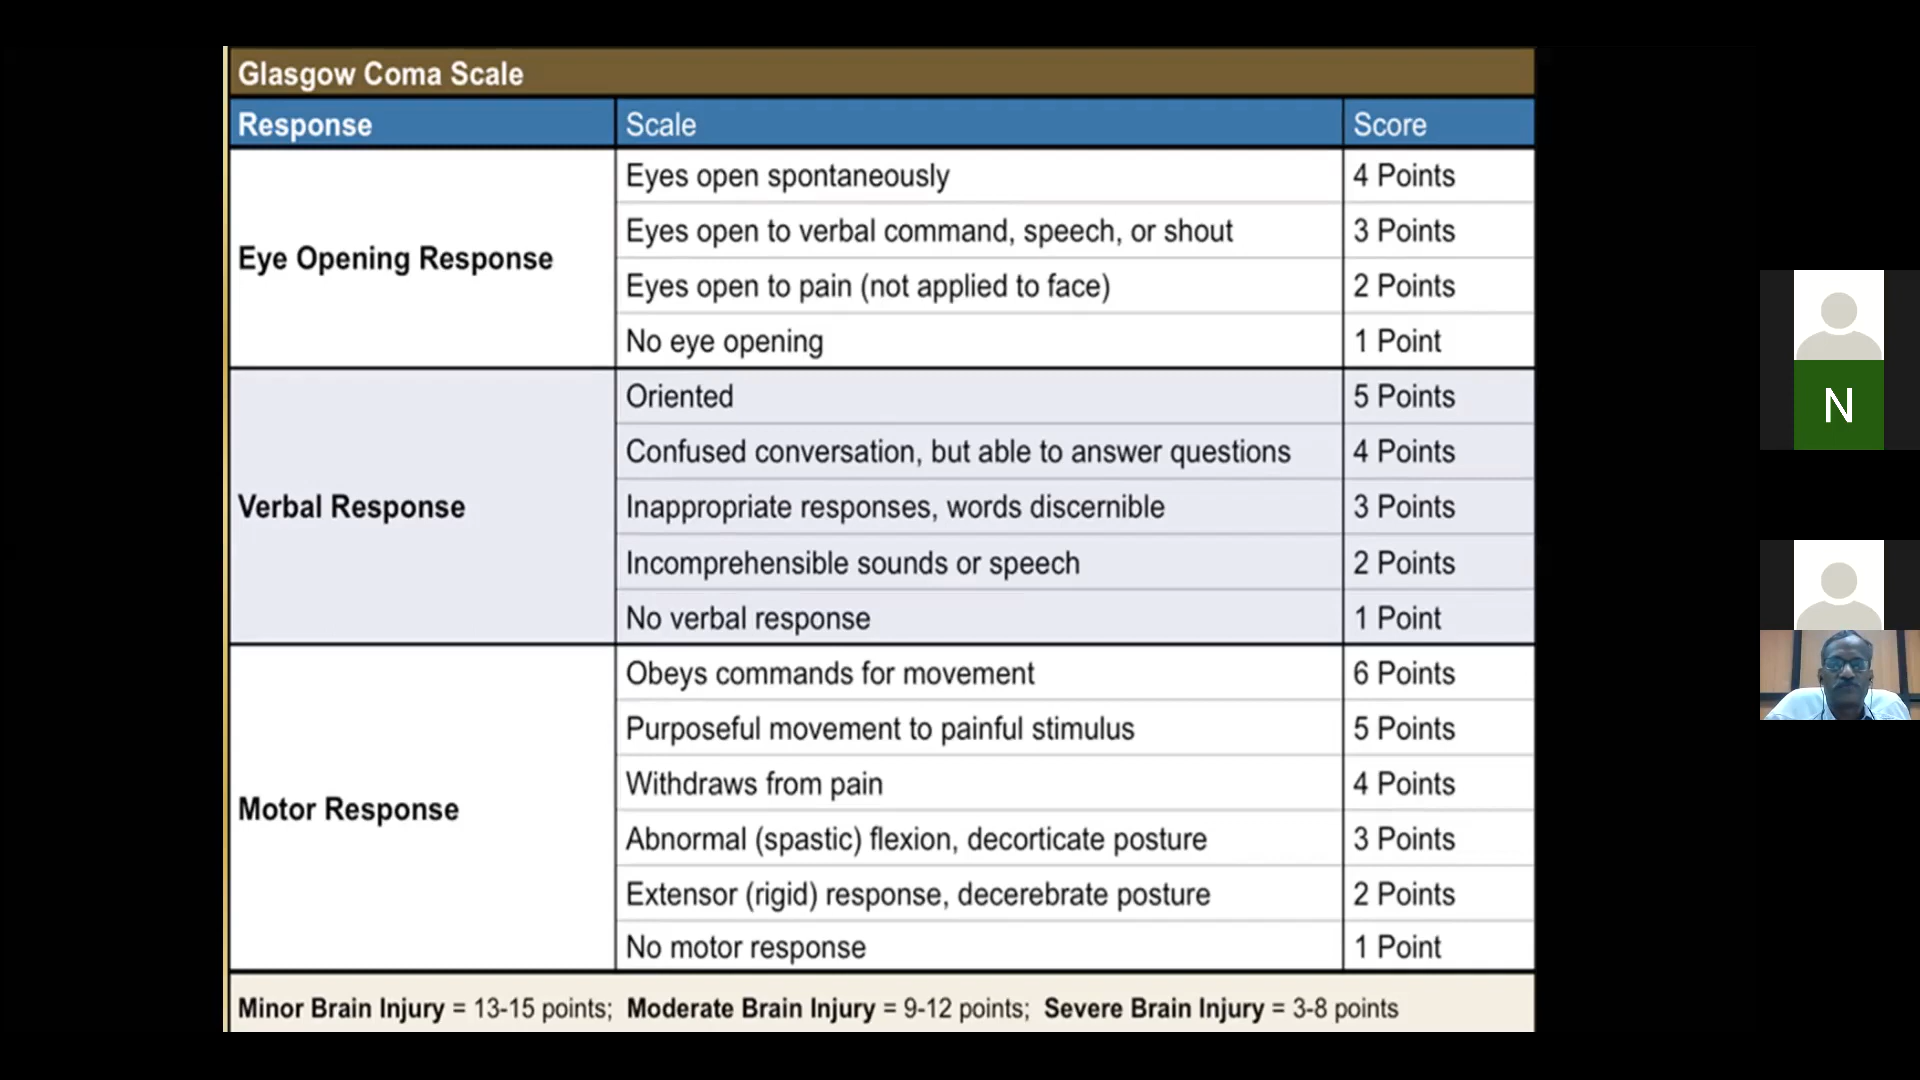 Glasgow Coma Scale
Response Scale Score
Eye Opening Response
Eyes open spontaneously 4 Points
Eyes open to verbal command, speech, or shout 3 Points
Eyes open to pain (not applied to face) 2 Points
No eye opening 1 Point
Verbal Response
Oriented 5 Points
Confused conversation, but able to answer questions 4 Points
Inappropriate responses, words discernible 3 Points
Incomprehensible sounds or speech 2 Points
No verbal response 1 Point
Motor Response
Obeys commands for movement 6 Points
Purposeful movement to painful stimulus 5 Points
Withdraws from pain 4 Points
Abnormal (spastic) flexion, decorticate posture 3 Points
Extensor (rigid) response, decerebrate posture 2 Points
No motor response 1 Point
Minor Brain Injury = 13-15 points; Moderate Brain Injury = 9-12 points; Severe Brain Injury = 3-8 points
N